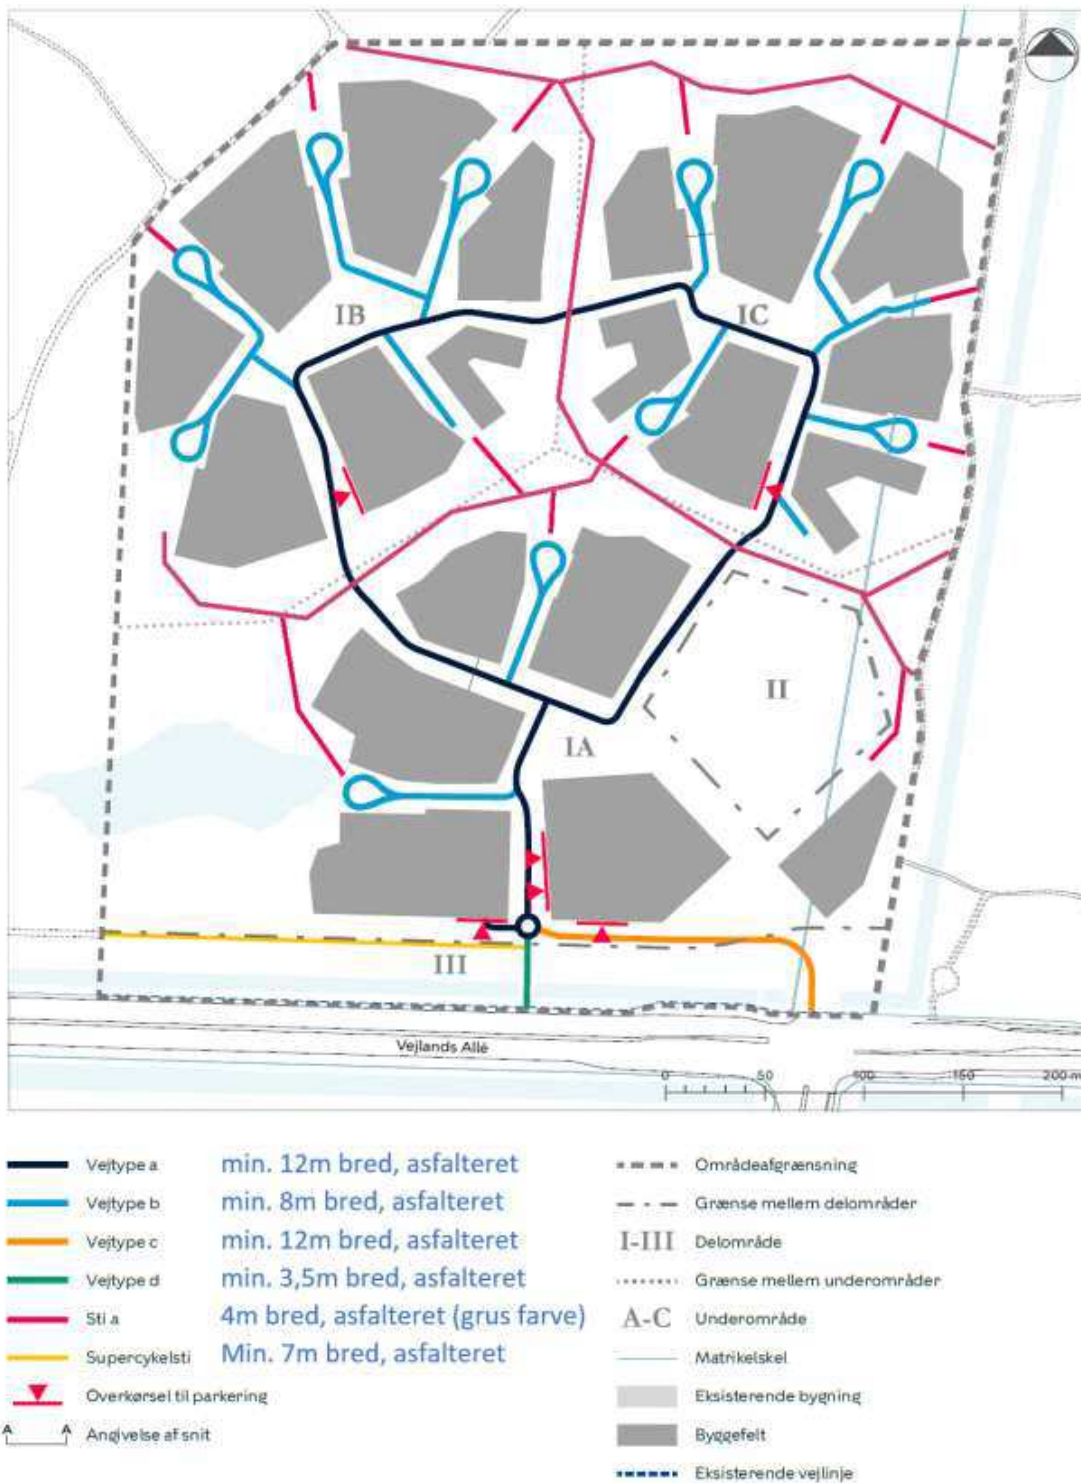 IB
IC
II
IA
III
Vejlands Allé
0 50 100 150 200 m
Vejtype a min. 12m bred, asfalteret
Vejtype b min. 8m bred, asfalteret
Vejtype c min. 12m bred, asfalteret
Vejtype d min. 3,5m bred, asfalteret
Sti a 4m bred, asfalteret (grus farve)
Supercykelsti Min. 7m bred, asfalteret
Overkørsel til parkering
A A Angivelse af snit
Områdeafgrænsning
Grænse mellem delområder
I-III Delområde
Grænse mellem underområder
A-C Underområde
Matrikelskel
Eksisterende bygning
Byggefelt
Eksisterende vejlinje